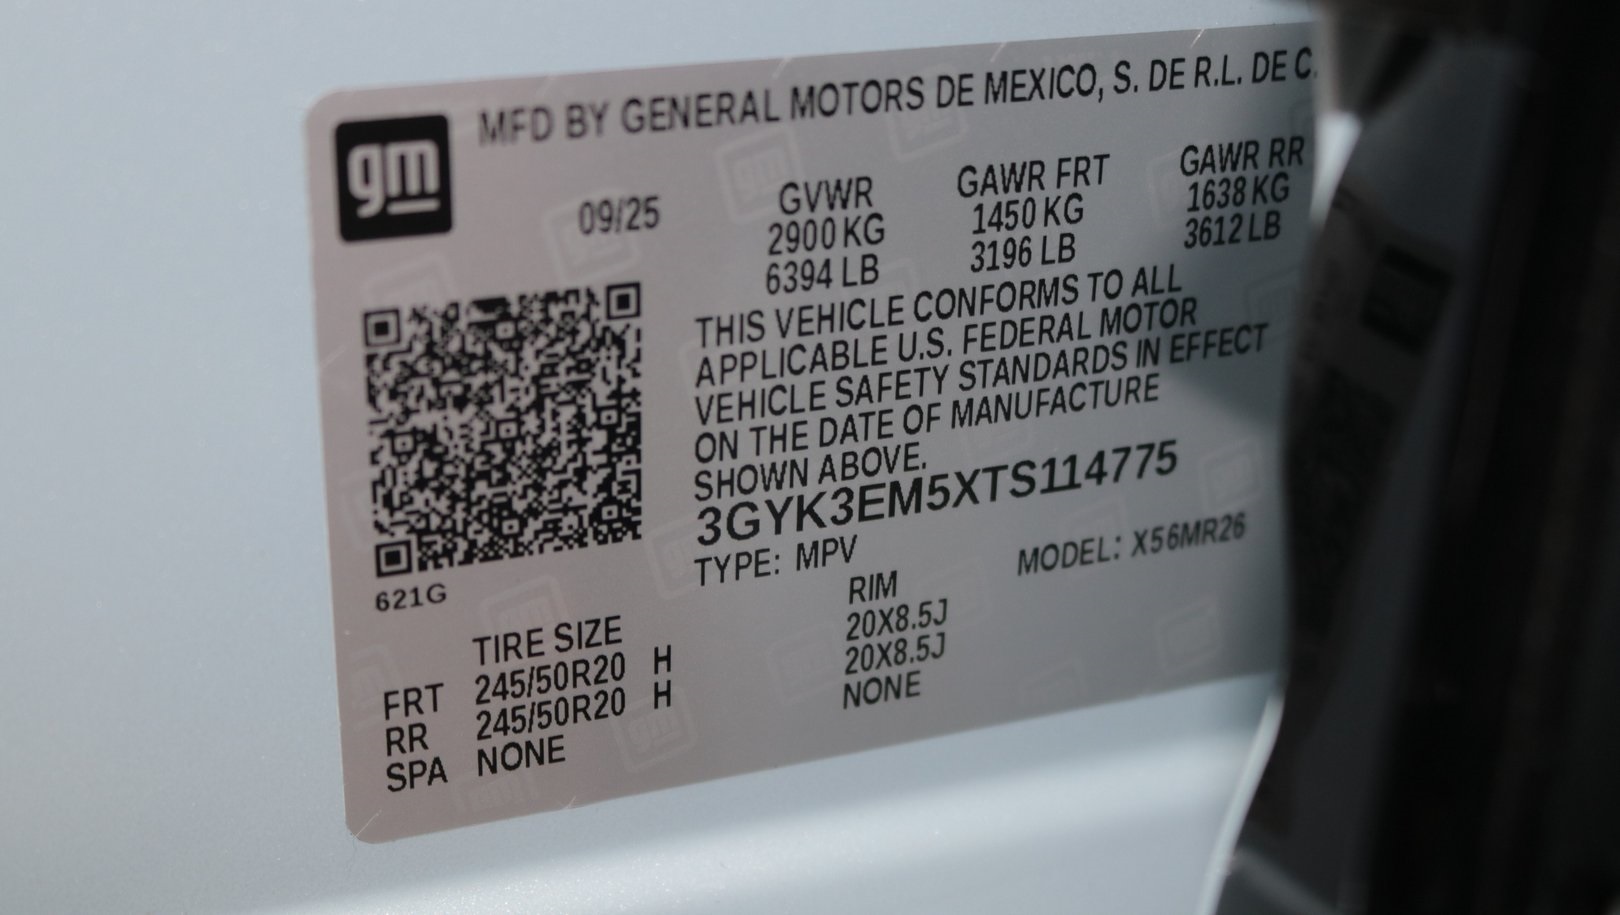 gm
MFD BY GENERAL MOTORS DE MEXICO, S. DE R.L. DE C.
09/25
GVWR
2900 KG
6394 LB
GAWR FRT
1450 KG
3196 LB
GAWR RR
1638 KG
3612 LB
THIS VEHICLE CONFORMS TO ALL
APPLICABLE U.S. FEDERAL MOTOR
VEHICLE SAFETY STANDARDS IN EFFECT
ON THE DATE OF MANUFACTURE
SHOWN ABOVE.
3GYK3EM5XTS114775
TYPE: MPV MODEL: X56MR26
621G
TIRE SIZE RIM
FRT 245/50R20 H 20X8.5J
RR 245/50R20 H 20X8.5J
SPA NONE NONE